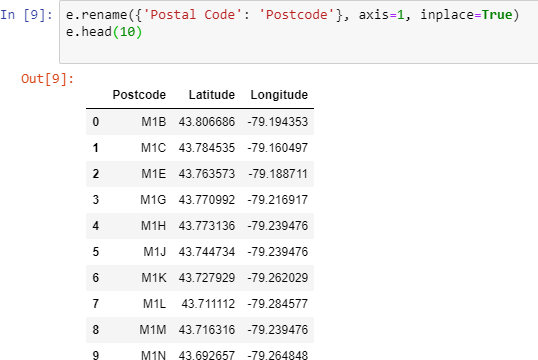 In [9]: e.rename({'Postal Code': 'Postcode'}, axis=1, inplace=True)
e.head(10)
Out[9]:
Postcode Latitude Longitude
0 M1B 43.806686 -79.194353
1 M1C 43.784535 -79.160497
2 M1E 43.763573 -79.188711
3 M1G 43.770992 -79.216917
4 M1H 43.773136 -79.239476
5 M1J 43.744734 -79.239476
6 M1K 43.727929 -79.262029
7 M1L 43.711112 -79.284577
8 M1M 43.716316 -79.239476
9 M1N 43.692657 -79.264848